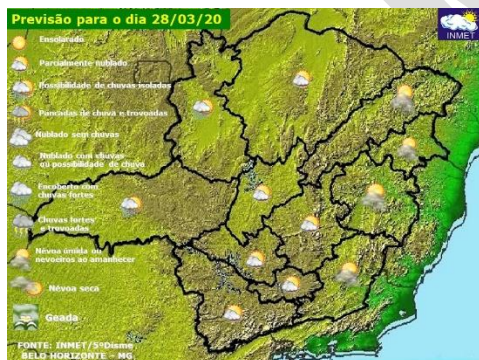 Previsão para o dia 28/03/20
INMET
Ensolarado
Parcialmente nublado
Possibilidade de chuvas isoladas
Pancadas de chuva e trovoadas
Nublado sem chuvas
Nublado com chuvas
ou possibilidade de chuva
Encoberto com
chuvas fortes
Chuvas fortes
e trovoadas
Névoa úmida ou
nevoeiros ao amanhecer
Névoa seca
Geada
FONTE: INMET/5ºDisme
BELO HORIZONTE - MG.